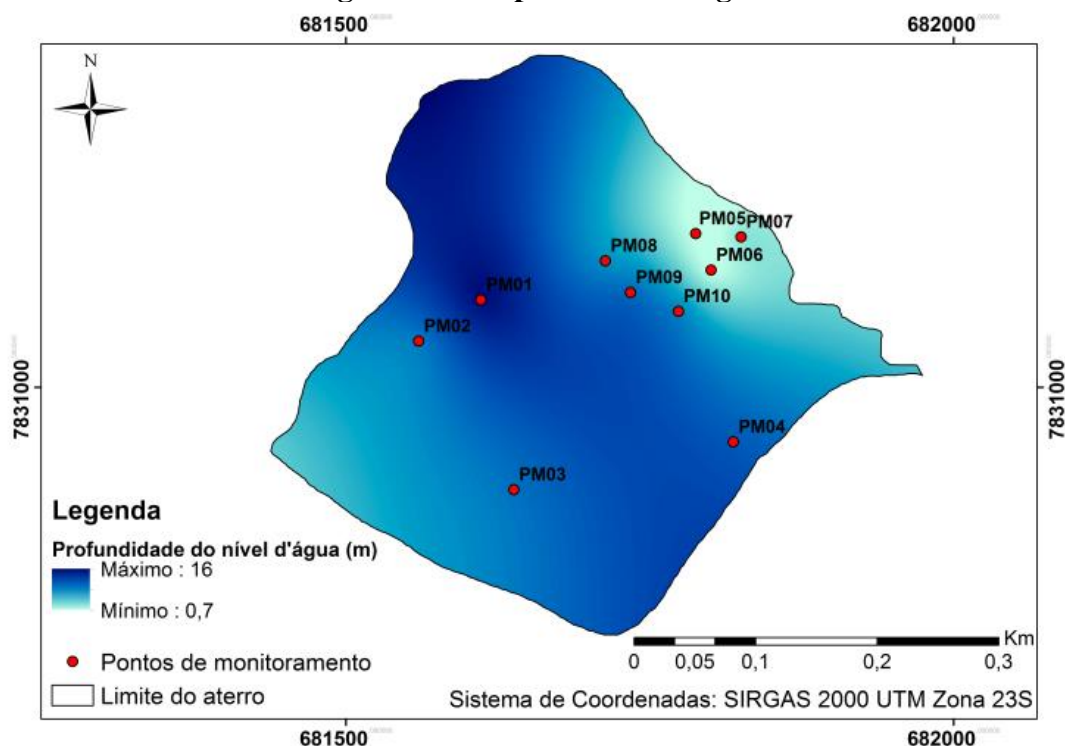 681500
682000
N
PM05
PM07
PM08
PM06
PM09
PM01
PM10
PM02
7831000
7831000
PM04
PM03
Legenda
Profundidade do nível d'água (m)
Máximo : 16
Mínimo : 0,7
Pontos de monitoramento
Limite do aterro
Km
0 0,05 0,1 0,2 0,3
Sistema de Coordenadas: SIRGAS 2000 UTM Zona 23S
681500
682000